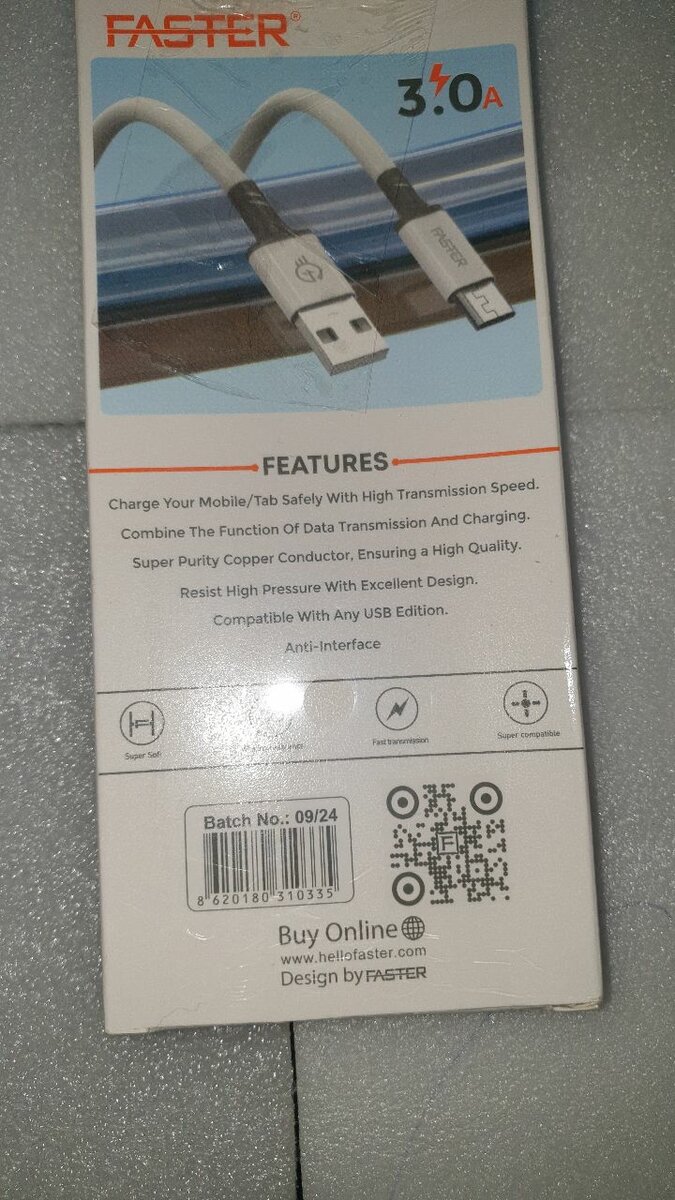 FASTER®
3.0A
FASTER
FEATURES
Charge Your Mobile/Tab Safely With High Transmission Speed.
Combine The Function Of Data Transmission And Charging.
Super Purity Copper Conductor, Ensuring a High Quality.
Resist High Pressure With Excellent Design.
Compatible With Any USB Edition.
Anti-Interface
Super Soft
Fast transmission
Super compatible
Batch No.: 09/24
8 620180 310335
F
Buy Online
www.hellofaster.com
Design by FASTER